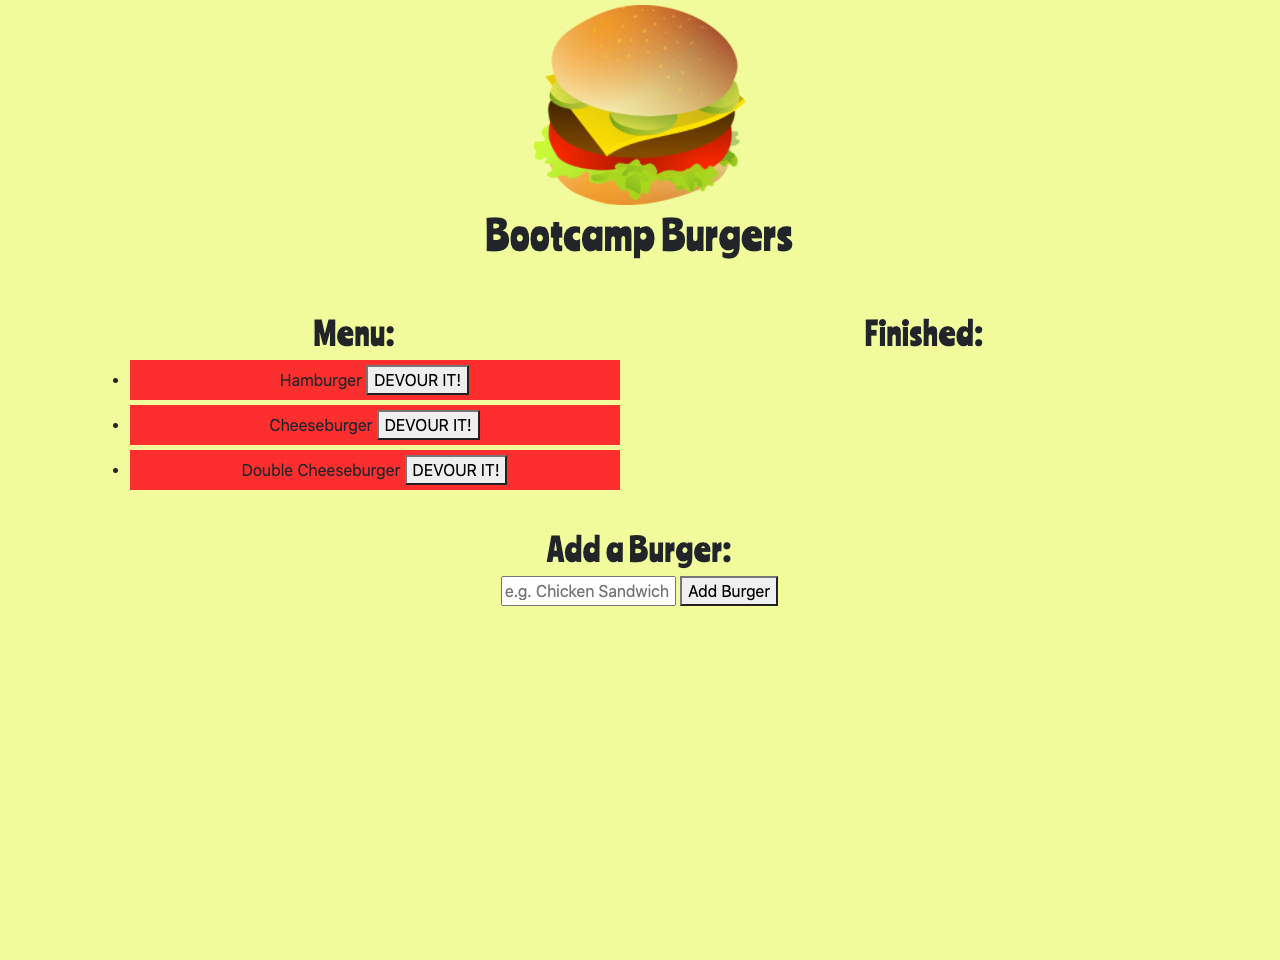 Bootcamp Burgers
Menu:
Hamburger DEVOUR IT!
Cheeseburger DEVOUR IT!
Double Cheeseburger DEVOUR IT!
Finished:
Add a Burger:
e.g. Chicken Sandwich Add Burger